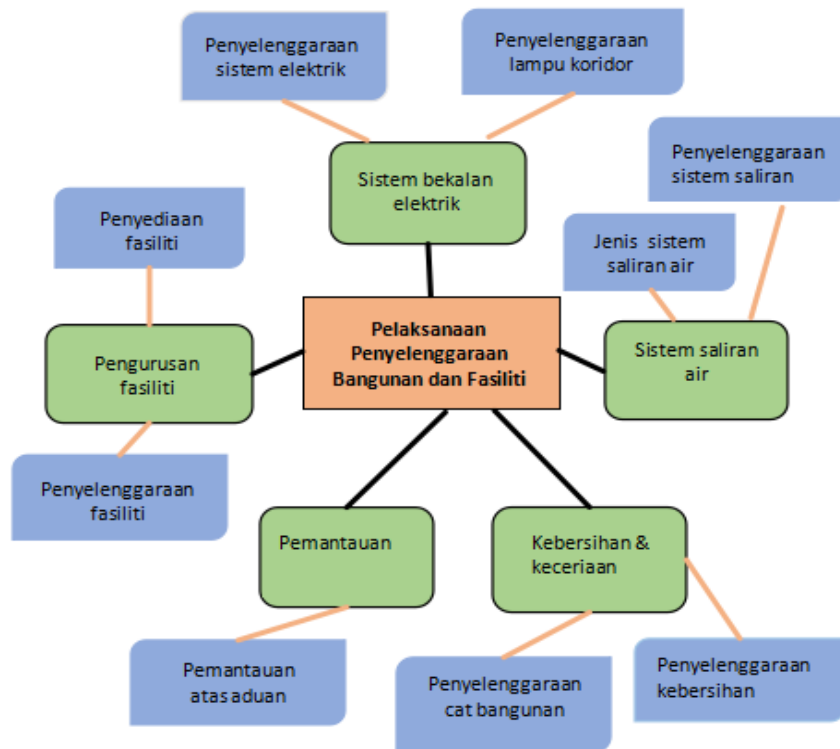 Penyelenggaraan
sistem elektrik
Penyelenggaraan
lampu koridor
Sistem bekalan
elektrik
Penyelenggaraan
sistem saliran
Penyediaan
fasiliti
Jenis sistem
saliran air
Pelaksanaan
Penyelenggaraan
Bangunan dan Fasiliti
Pengurusan
fasiliti
Sistem saliran
air
Penyelenggaraan
fasiliti
Pemantauan
Kebersihan &
keceriaan
Pemantauan
atas aduan
Penyelenggaraan
cat bangunan
Penyelenggaraan
kebersihan